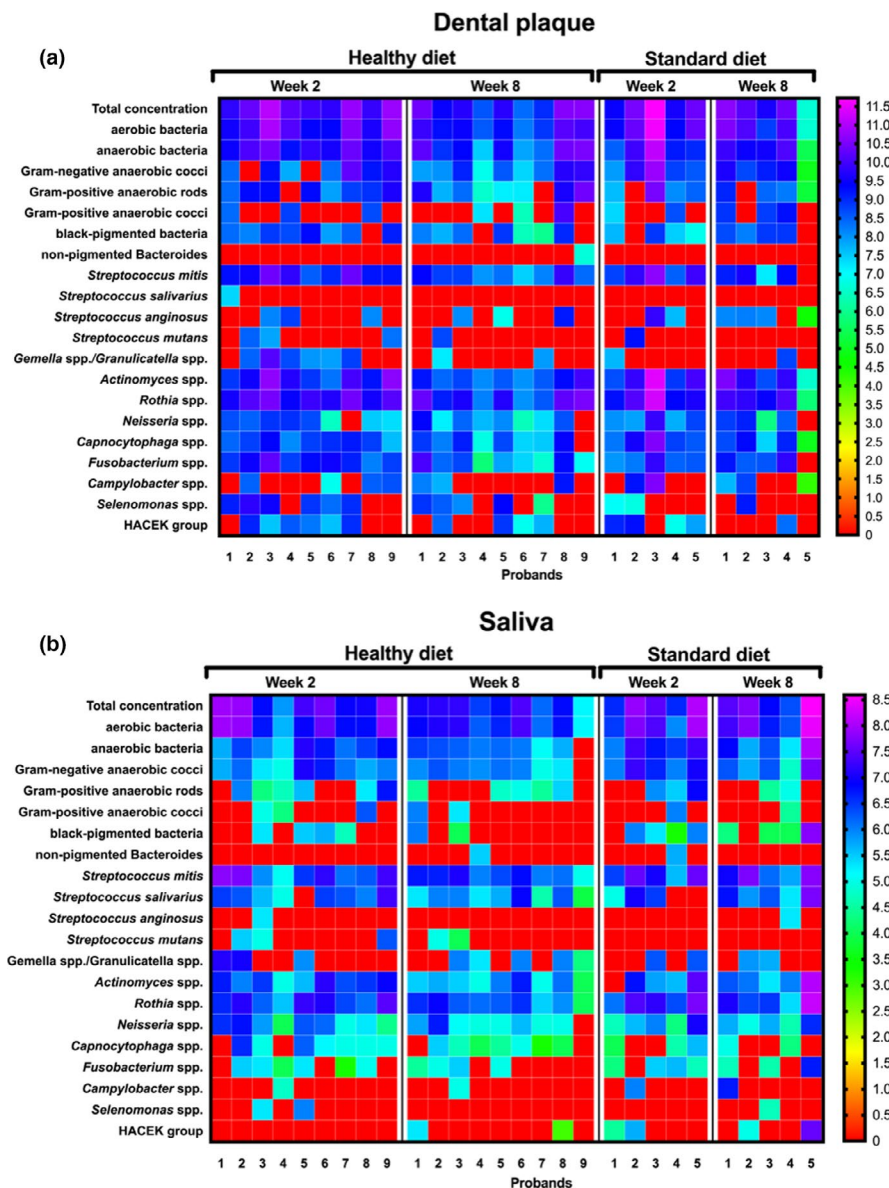 Dental plaque
(a)
Healthy diet Standard diet
Week 2 Week 8 Week 2 Week 8
Total concentration
aerobic bacteria
anaerobic bacteria
Gram-negative anaerobic cocci
Gram-positive anaerobic rods
Gram-positive anaerobic cocci
black-pigmented bacteria
non-pigmented Bacteroides
Streptococcus mitis
Streptococcus salivarius
Streptococcus anginosus
Streptococcus mutans
Gemella spp./Granulicatella spp.
Actinomyces spp.
Rothia spp.
Neisseria spp.
Capnocytophaga spp.
Fusobacterium spp.
Campylobacter spp.
Selenomonas spp.
HACEK group
11.5
11.0
10.5
10.0
9.5
9.0
8.5
8.0
7.5
7.0
6.5
6.0
5.5
5.0
4.5
4.0
3.5
3.0
2.5
2.0
1.5
1.0
0.5
0
1 2 3 4 5 6 7 8 9 1 2 3 4 5 6 7 8 9 1 2 3 4 5 1 2 3 4 5
Probands
Saliva
(b)
Healthy diet Standard diet
Week 2 Week 8 Week 2 Week 8
Total concentration
aerobic bacteria
anaerobic bacteria
Gram-negative anaerobic cocci
Gram-positive anaerobic rods
Gram-positive anaerobic cocci
black-pigmented bacteria
non-pigmented Bacteroides
Streptococcus mitis
Streptococcus salivarius
Streptococcus anginosus
Streptococcus mutans
Gemella spp./Granulicatella spp.
Actinomyces spp.
Rothia spp.
Neisseria spp.
Capnocytophaga spp.
Fusobacterium spp.
Campylobacter spp.
Selenomonas spp.
HACEK group
8.5
8.0
7.5
7.0
6.5
6.0
5.5
5.0
4.5
4.0
3.5
3.0
2.5
2.0
1.5
1.0
0.5
0
1 2 3 4 5 6 7 8 9 1 2 3 4 5 6 7 8 9 1 2 3 4 5 1 2 3 4 5
Probands